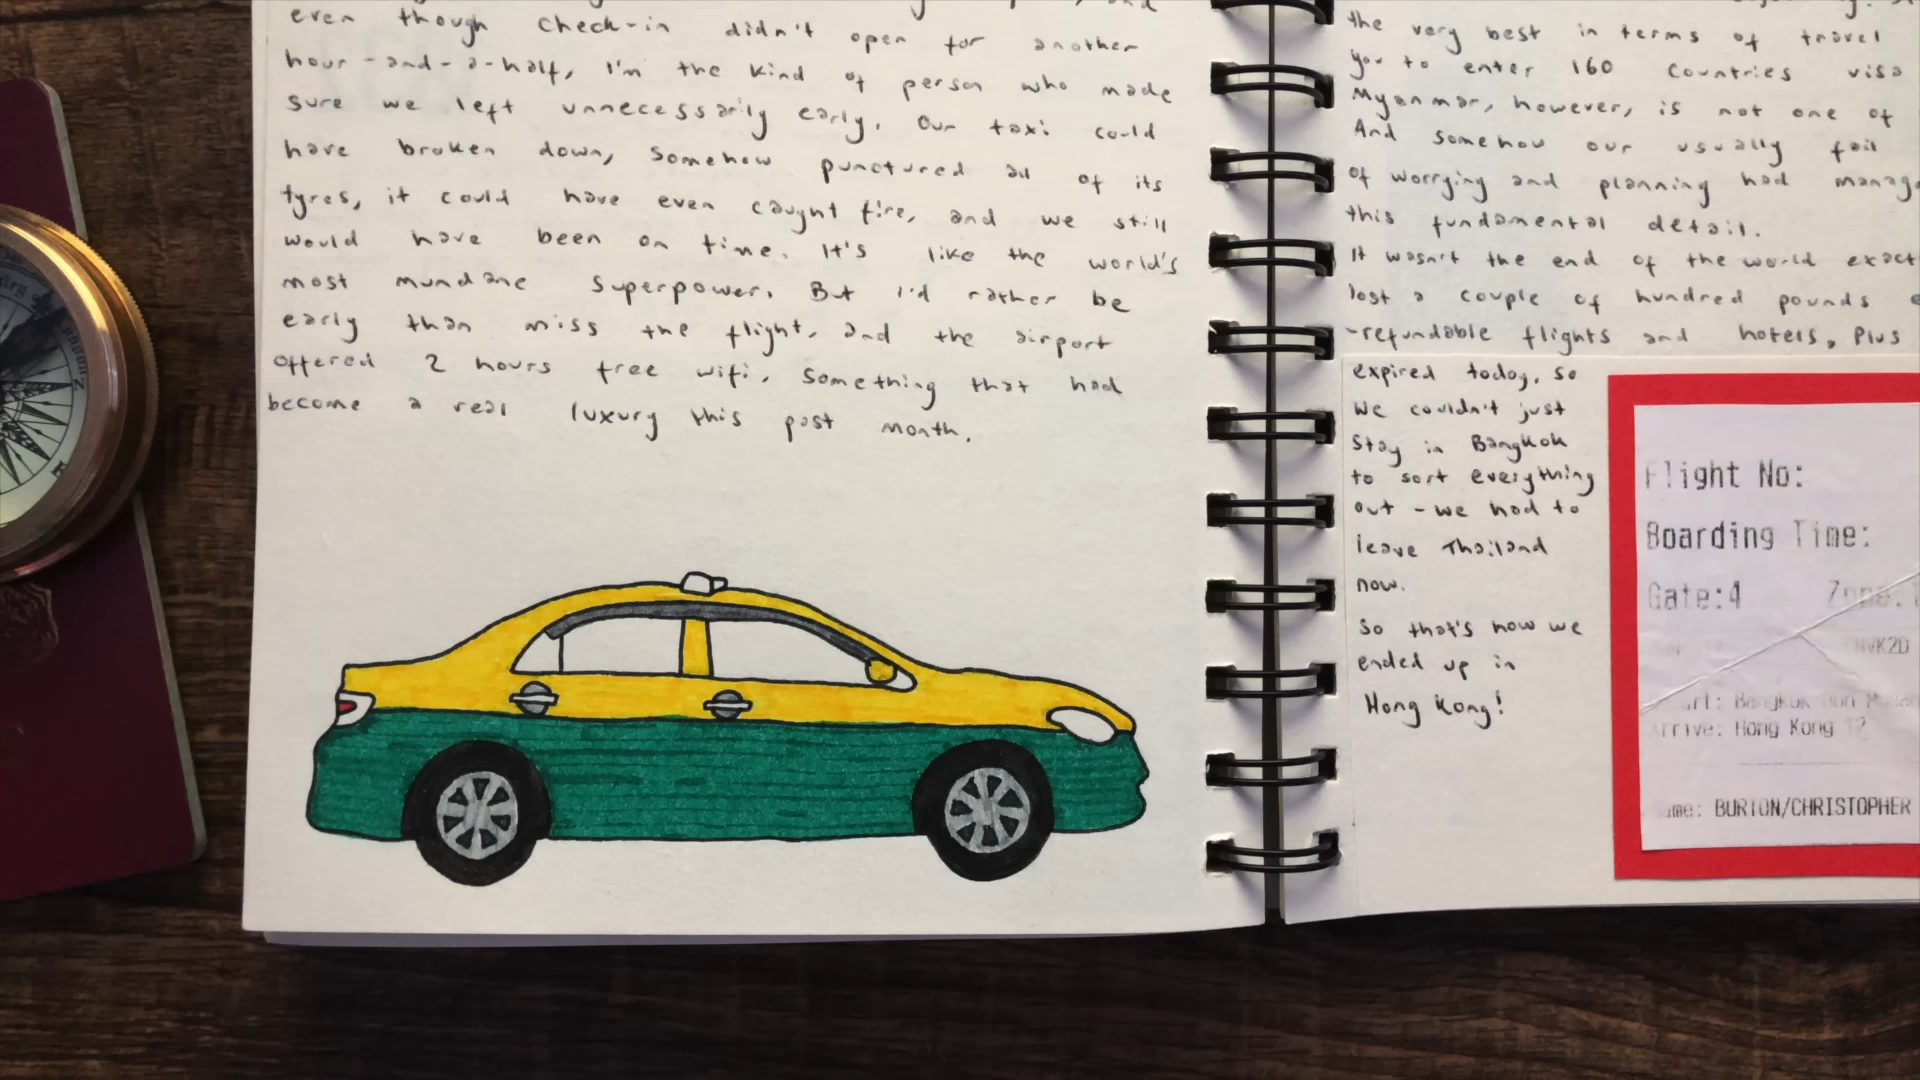 even though check-in didn't open for another
hour-and-a-half, I'm the kind of person who made
sure we left unnecessarily early. Our taxi could
have broken down, somehow punctured all of its
tyres, it could have even caught fire, and we still
would have been on time. It's like the world's
most mundane superpower. But I'd rather be
early than miss the flight, and the airport
offered 2 hours free wifi. Something that had
become a real luxury this past month.
the very best in terms of travel
you to enter 160 countries visa
Myanmar, however, is not one of
And somehow our usually fail
of worrying and planning had manag
this fundamental detail.
It wasn't the end of the world exact
lost a couple of hundred pounds
-refundable flights and hotels, plus
expired today, so
we couldn't just
stay in Bangkok
to sort everything
out - we had to
leave Thailand
now.
So that's how we
ended up in
Hong Kong!
Flight No:
Boarding Time:
Gate:4 Zone:
Bangkok Don
Arrive: Hong Kong
Name: BURTON/CHRISTOPHER